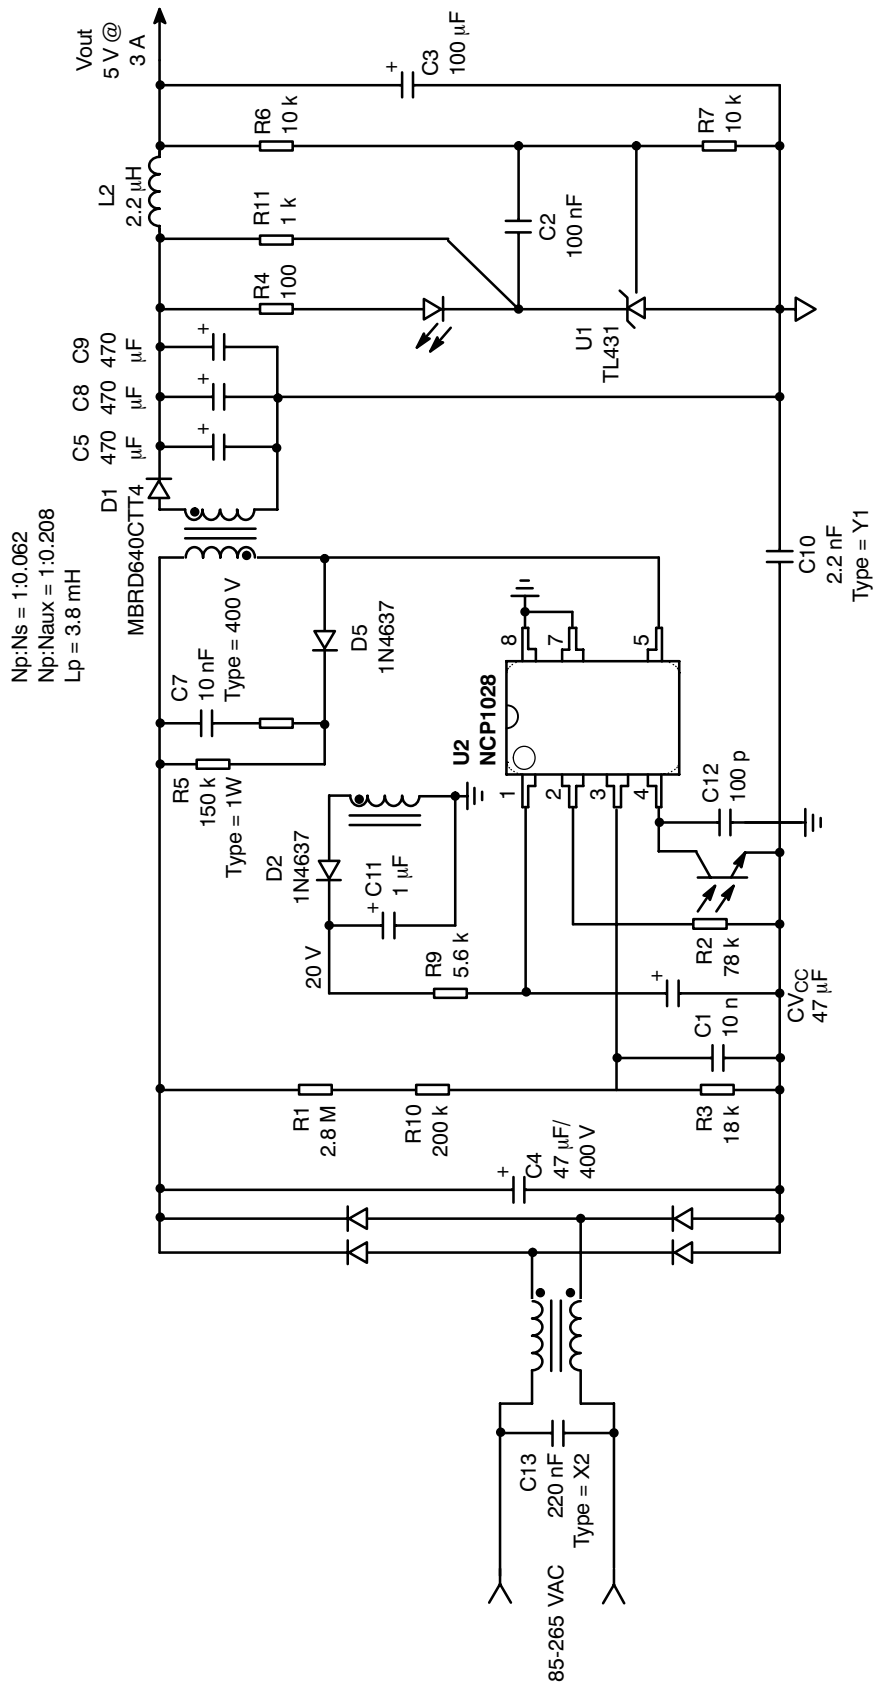 85-265 VAC
C13
220 nF
Type = X2
C4
47 µF/
400 V
R1
2.8 M
R10
200 k
R3
18 k
C1
10 n
CVCC
47 µF
+
+
R5
150 k
Type = 1W
C7
10 nF
Type = 400 V
20 V
D2
1N4637
+
C11
1 µF
R9
5.6 k
R2
78 k
C12
100 p
D5
1N4637
U2
NCP1028
1
2
3
4
8
7
5
Np:Ns = 1:0.062
Np:Naux = 1:0.208
Lp = 3.8 mH
D1
MBRD640CTT4
C5
470
µF
+
C8
470
µF
+
C9
470
µF
+
R4
100
R11
1 k
L2
2.2 µH
R6
10 k
C2
100 nF
U1
TL431
R7
10 k
C10
2.2 nF
Type = Y1
+
C3
100 µF
Vout
5 V @
3 A